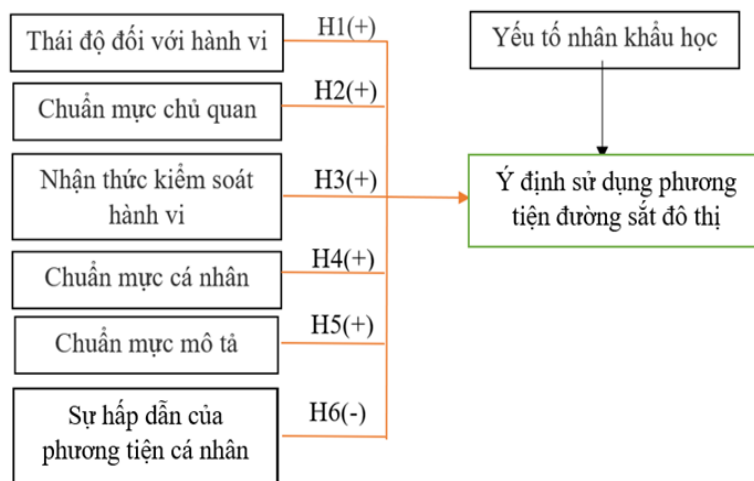 Thái độ đối với hành vi
H1(+)
Chuẩn mực chủ quan
H2(+)
Nhận thức kiểm soát
hành vi
H3(+)
Chuẩn mực cá nhân
H4(+)
Chuẩn mực mô tả
H5(+)
Sự hấp dẫn của
phương tiện cá nhân
H6(-)
Yếu tố nhân khẩu học
Ý định sử dụng phương
tiện đường sắt đô thị